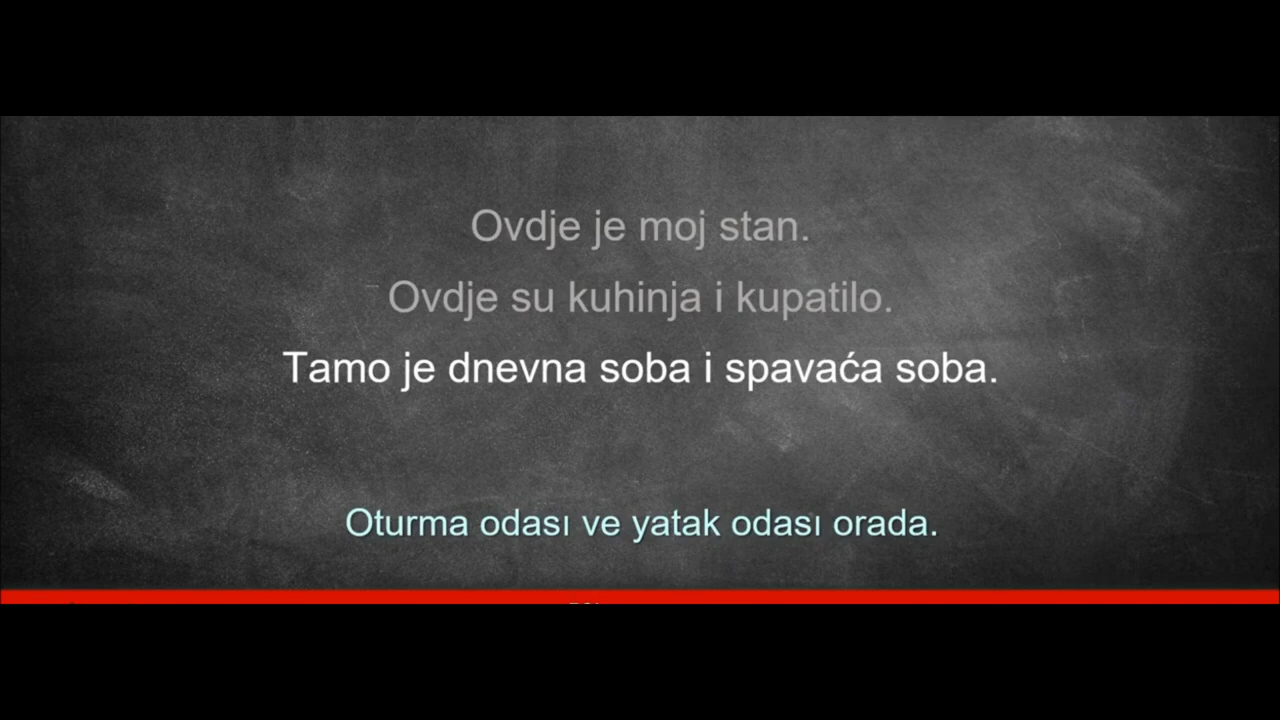 Ovdje je moj stan.
Ovdje su kuhinja i kupatilo.
Tamo je dnevna soba i spavaća soba.
Oturma odası ve yatak odası orada.